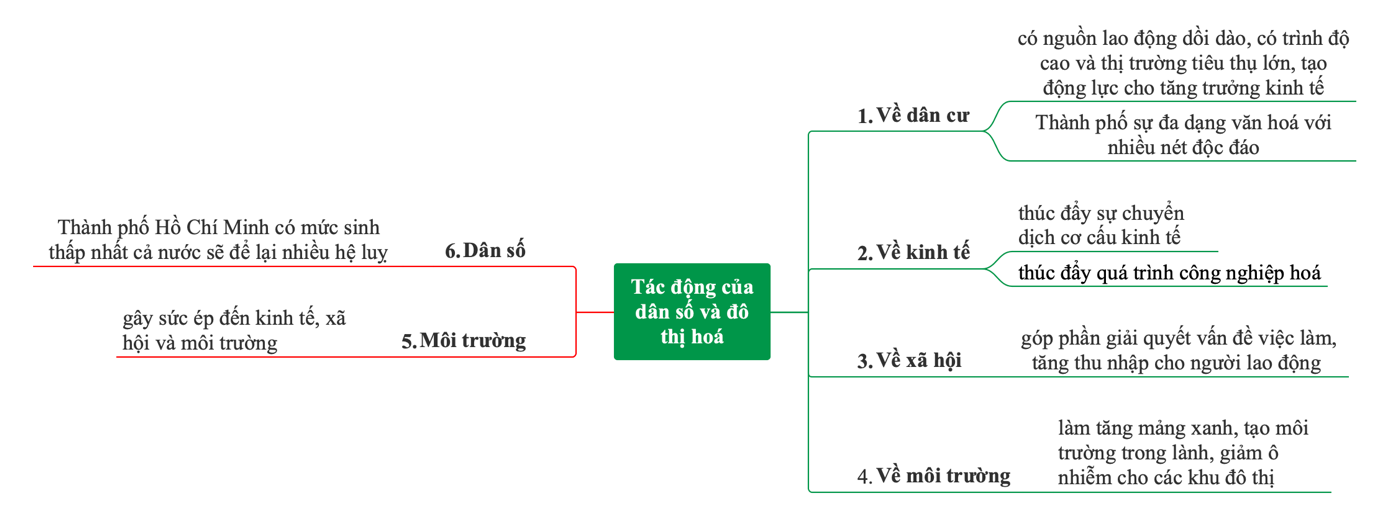 Tác động của
dân số và đô
thị hoá
1. Về dân cư
có nguồn lao động dồi dào, có trình độ
cao và thị trường tiêu thụ lớn, tạo
động lực cho tăng trưởng kinh tế
Thành phố sự đa dạng văn hoá với
nhiều nét độc đáo
2. Về kinh tế
thúc đẩy sự chuyển
dịch cơ cấu kinh tế
thúc đẩy quá trình công nghiệp hoá
3. Về xã hội
góp phần giải quyết vấn đề việc làm,
tăng thu nhập cho người lao động
4. Về môi trường
làm tăng mảng xanh, tạo môi
trường trong lành, giảm ô
nhiễm cho các khu đô thị
5. Môi trường
gây sức ép đến kinh tế, xã
hội và môi trường
6. Dân số
Thành phố Hồ Chí Minh có mức sinh
thấp nhất cả nước sẽ để lại nhiều hệ luỵ